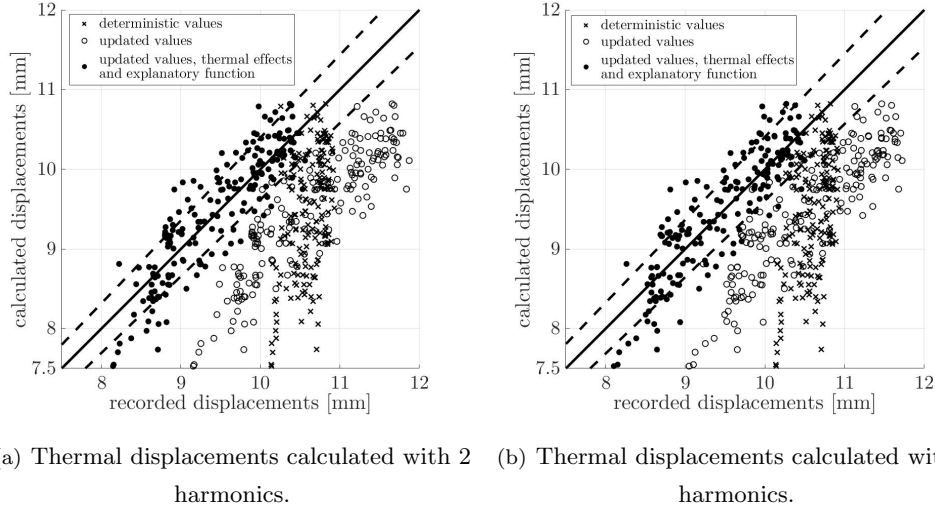 deterministic values
updated values
updated values, thermal effects
and explanatory function
12
11
10
9
8
7.5
8 9 10 11 12
calculated displacements [mm]
recorded displacements [mm]
deterministic values
updated values
updated values, thermal effects
and explanatory function
12
11
10
9
8
7.5
8 9 10 11 12
calculated displacements [mm]
recorded displacements [mm]
a) Thermal displacements calculated with 2
harmonics.
(b) Thermal displacements calculated wit
harmonics.